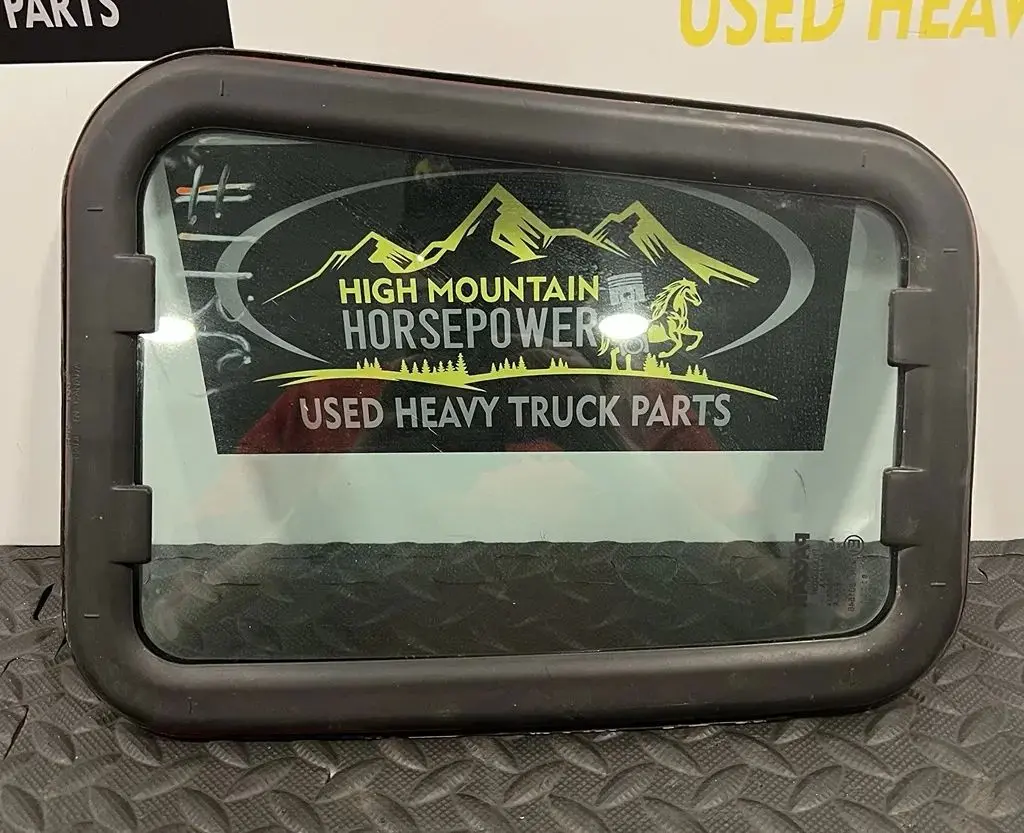 PARTS
USED HEAV
HIGH MOUNTAIN
HORSEPOWER
USED HEAVY TRUCK PARTS